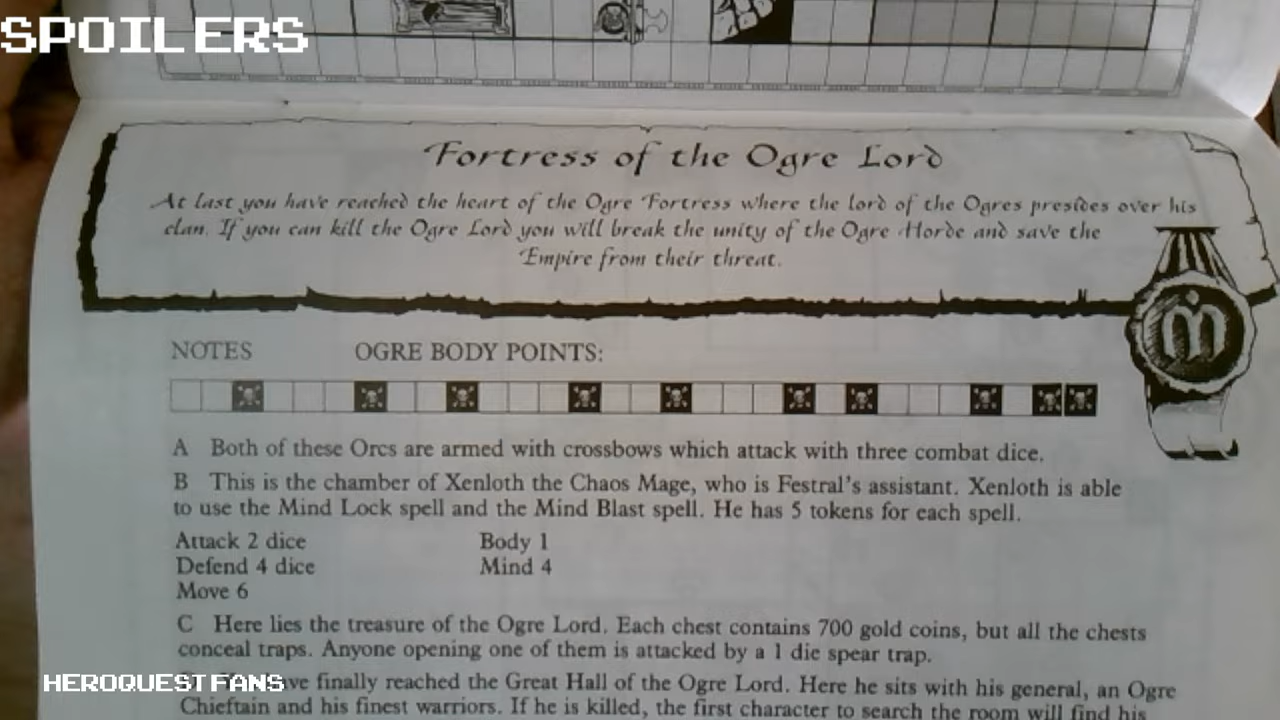 SPOILERS
Fortress of the Ogre Lord
At last you have reached the heart of the Ogre Fortress where the lord of the Ogres presides over his
clan. If you can kill the Ogre Lord you will break the unity of the Ogre Horde and save the
Empire from their threat.
NOTES OGRE BODY POINTS:
A Both of these Orcs are armed with crossbows which attack with three combat dice.
B This is the chamber of Xenloth the Chaos Mage, who is Festral's assistant. Xenloth is able
to use the Mind Lock spell and the Mind Blast spell. He has 5 tokens for each spell.
Attack 2 dice Body 1
Defend 4 dice Mind 4
Move 6
C Here lies the treasure of the Ogre Lord. Each chest contains 700 gold coins, but all the chests
conceal traps. Anyone opening one of them is attacked by a 1 die spear trap.
finally reached the Great Hall of the Ogre Lord. Here he sits with his general, an Ogre
HEROQUEST FANS
Chieftain and his finest warriors. If he is killed, the first character to search the room will find his